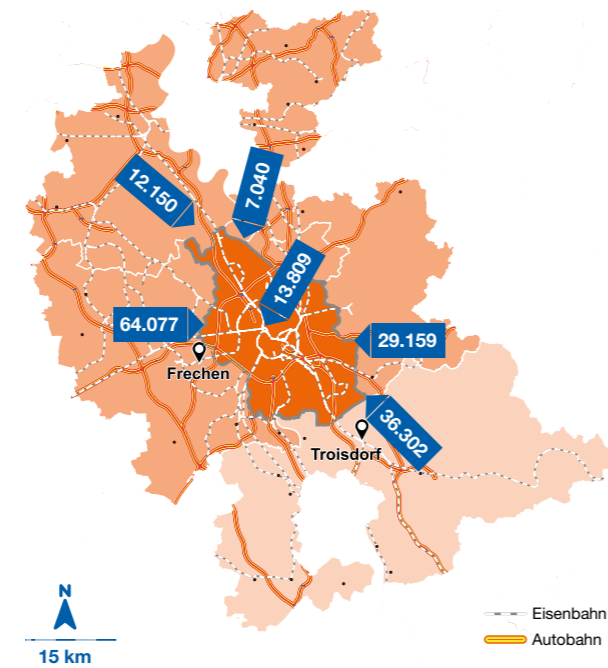 7.040
12.150
13.809
64.077
29.159
Frechen
36.302
Troisdorf
N
15 km
Eisenbahn
Autobahn